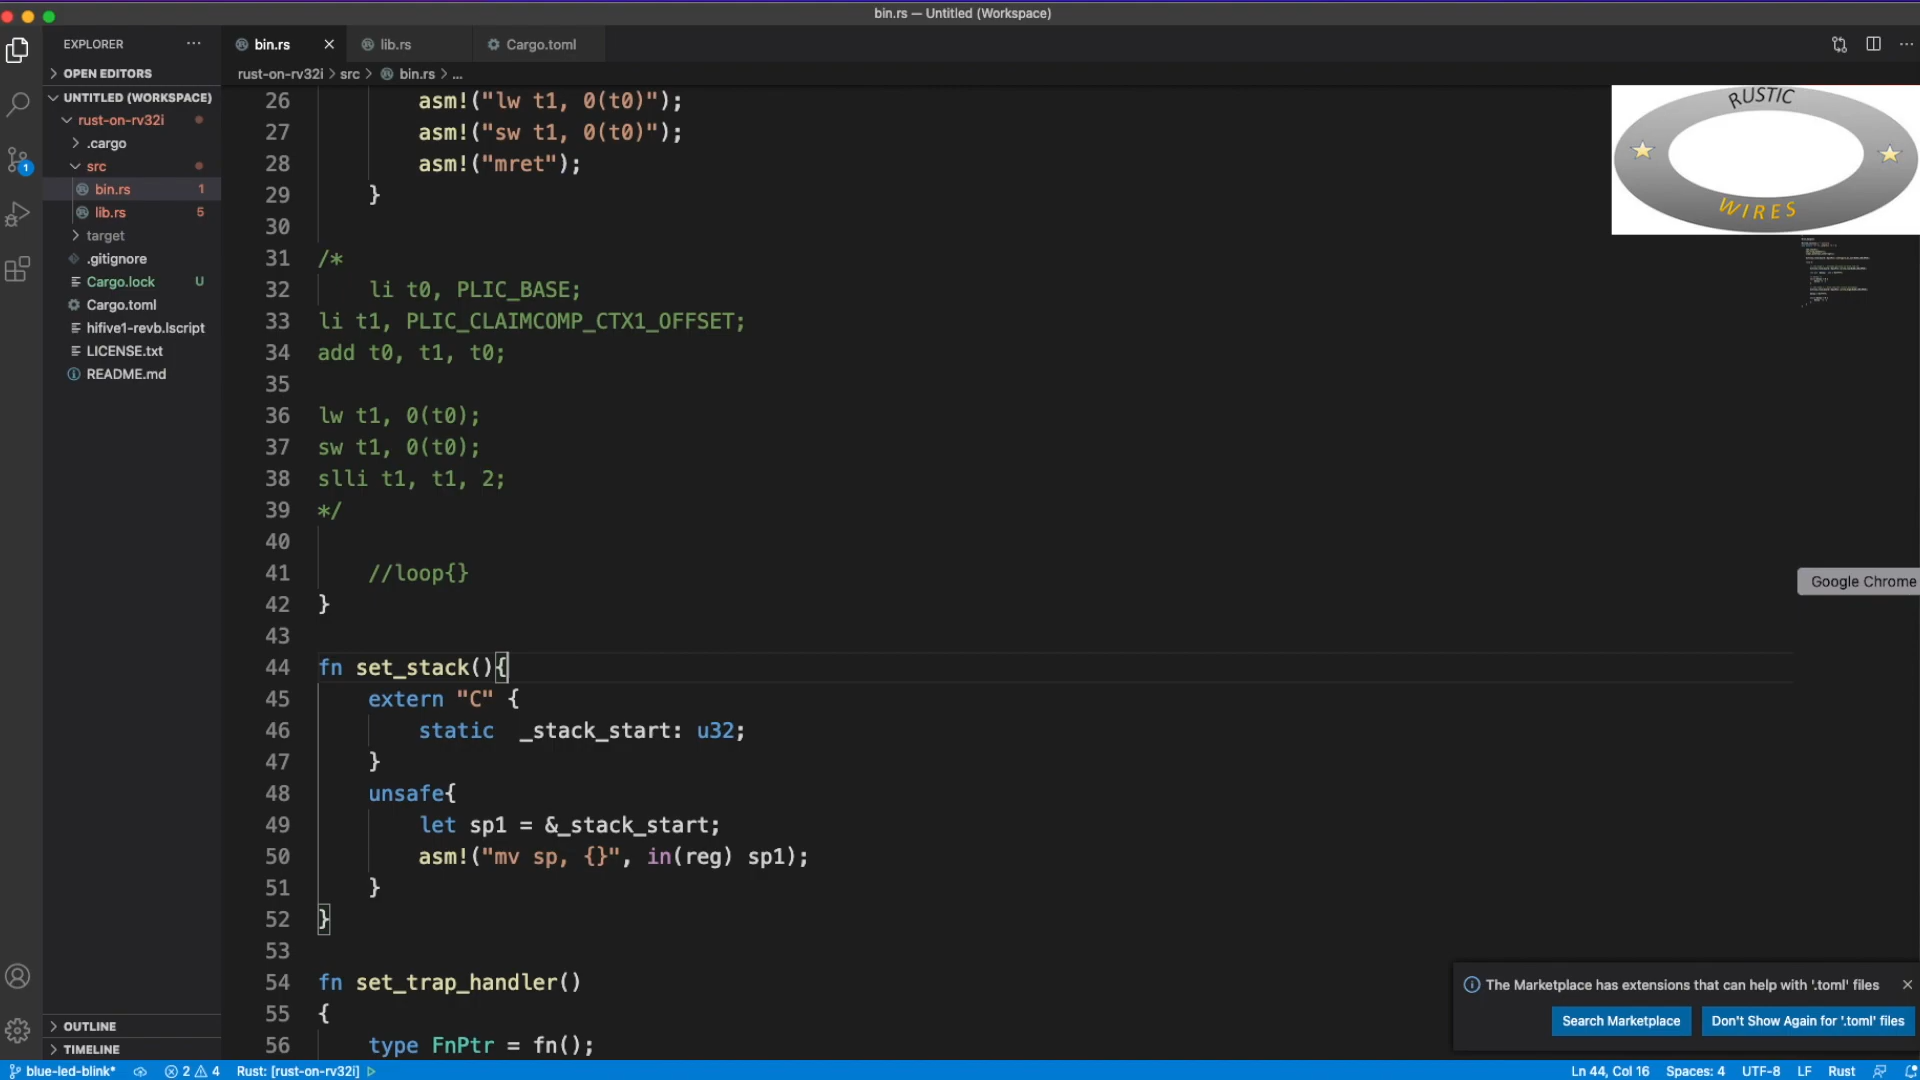 bin.rs — Untitled (Workspace)
EXPLORER
bin.rs
lib.rs
Cargo.toml
OPEN EDITORS
rust-on-rv32i > src > bin.rs > ...
UNTITLED (WORKSPACE)
rust-on-rv32i
.cargo
src
bin.rs 1
lib.rs 5
target
.gitignore
Cargo.lock U
Cargo.toml
hifive1-revb.lscript
LICENSE.txt
README.md
1
26 asm!("lw t1, 0(t0)");
27 asm!("sw t1, 0(t0)");
28 asm!("mret");
29 }
30
31 /*
32 li t0, PLIC_BASE;
33 li t1, PLIC_CLAIMCOMP_CTX1_OFFSET;
34 add t0, t1, t0;
35
36 lw t1, 0(t0);
37 sw t1, 0(t0);
38 slli t1, t1, 2;
39 */
40
41 //loop{}
42 }
43
44 fn set_stack(){
45 extern "C" {
46 static _stack_start: u32;
47 }
48 unsafe{
49 let sp1 = &_stack_start;
50 asm!("mv sp, {}", in(reg) sp1);
51 }
52 }
53
54 fn set_trap_handler()
55 {
56 type FnPtr = fn();
RUSTIC
WIRES
Google Chrome
The Marketplace has extensions that can help with '.toml' files
Search Marketplace
Don't Show Again for '.toml' files
OUTLINE
TIMELINE
blue-led-blink* 2 4 Rust: [rust-on-rv32i] Ln 44, Col 16 Spaces: 4 UTF-8 LF Rust